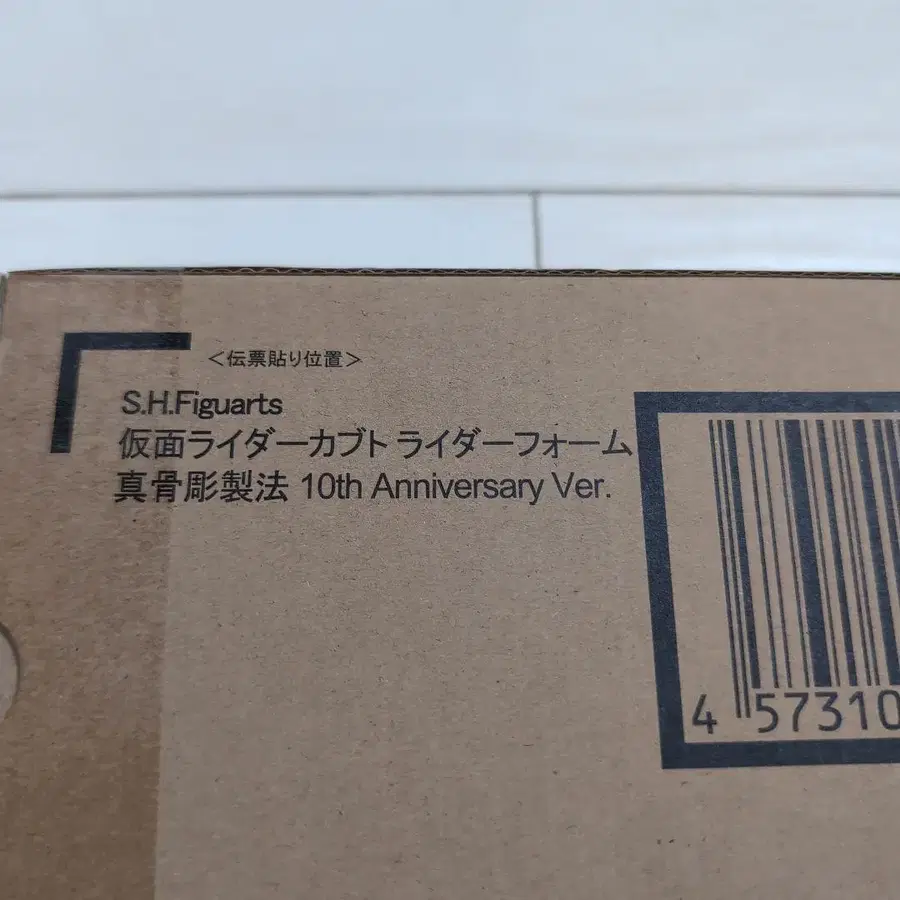 ＜伝票貼り位置＞
S.H.Figuarts
仮面ライダーカブト ライダーフォーム
真骨彫製法 10th Anniversary Ver.
4 57310